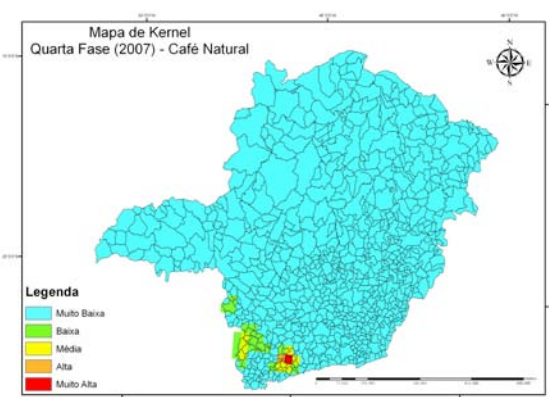 Mapa de Kernel
Quarta Fase (2007) - Café Natural
N
W E
S
Legenda
Muito Baixa
Baixa
Média
Alta
Muito Alta